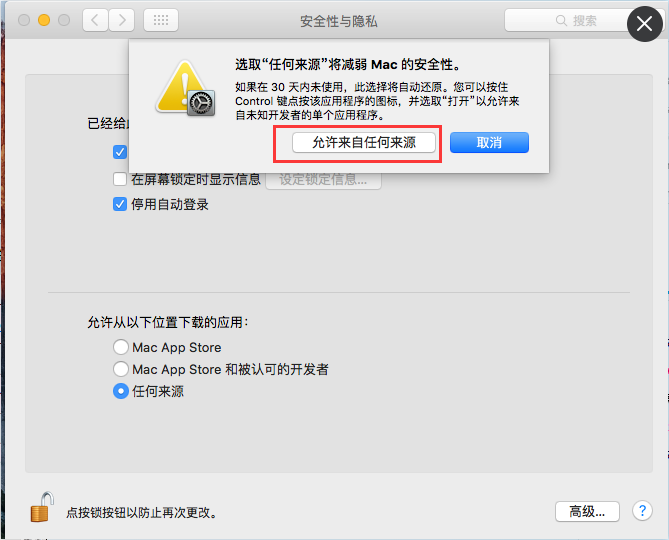 安全性与隐私
搜索
选取“任何来源”将减弱 Mac 的安全性。
如果在 30 天内未使用，此选择将自动还原。您可以按住
Control 键点按该应用程序的图标，并选取“打开”以允许来
自未知开发者的单个应用程序。
允许来自任何来源
取消
已经给此
在屏幕锁定时显示信息
设定锁定信息...
停用自动登录
允许从以下位置下载的应用：
Mac App Store
Mac App Store 和被认可的开发者
任何来源
点按锁按钮以防止再次更改。
高级...
?